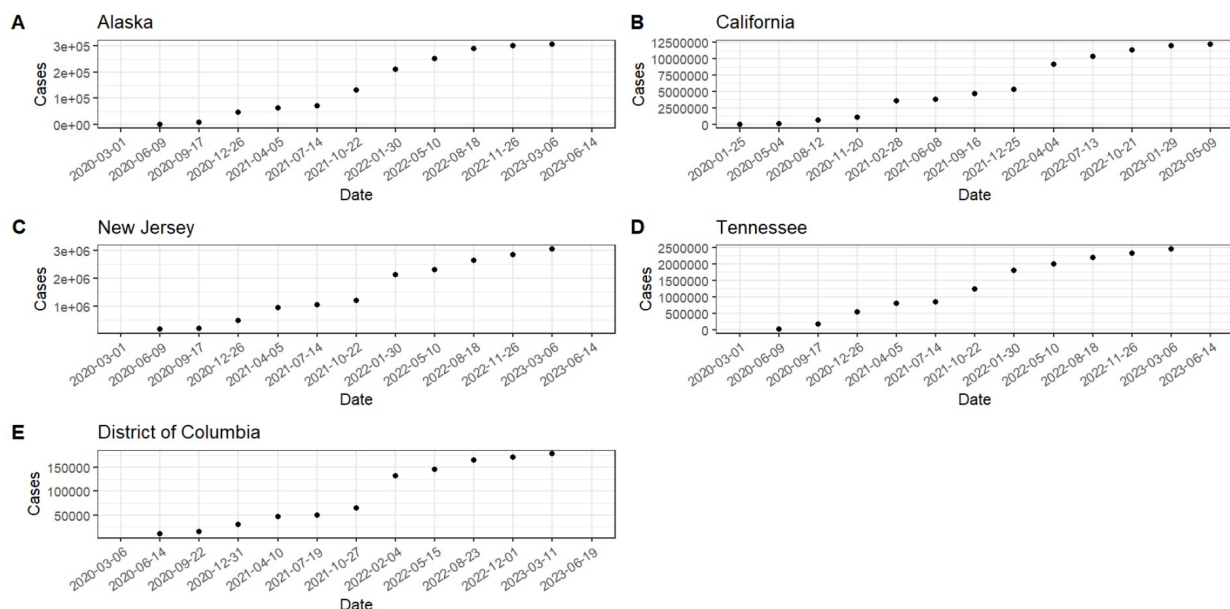 A Alaska
Cases
3e+05
2e+05
1e+05
0e+00
2020-03-01 2020-06-09 2020-09-17 2020-12-26 2021-04-05 2021-07-14 2021-10-22 2022-01-30 2022-05-10 2022-08-18 2022-11-26 2023-03-06 2023-06-14
Date
B California
Cases
12500000
10000000
7500000
5000000
2500000
0
2020-01-25 2020-05-04 2020-08-12 2020-11-20 2021-02-28 2021-06-08 2021-09-16 2021-12-25 2022-04-04 2022-07-13 2022-10-21 2023-01-29 2023-05-09
Date
C New Jersey
Cases
3e+06
2e+06
1e+06
2020-03-01 2020-06-09 2020-09-17 2020-12-26 2021-04-05 2021-07-14 2021-10-22 2022-01-30 2022-05-10 2022-08-18 2022-11-26 2023-03-06 2023-06-14
Date
D Tennessee
Cases
2500000
2000000
1500000
1000000
500000
0
2020-03-01 2020-06-09 2020-09-17 2020-12-26 2021-04-05 2021-07-14 2021-10-22 2022-01-30 2022-05-10 2022-08-18 2022-11-26 2023-03-06 2023-06-14
Date
E District of Columbia
Cases
150000
100000
50000
2020-03-06 2020-06-14 2020-09-22 2020-12-31 2021-04-10 2021-07-19 2021-10-27 2022-02-04 2022-05-15 2022-08-23 2022-12-01 2023-03-11 2023-06-19
Date